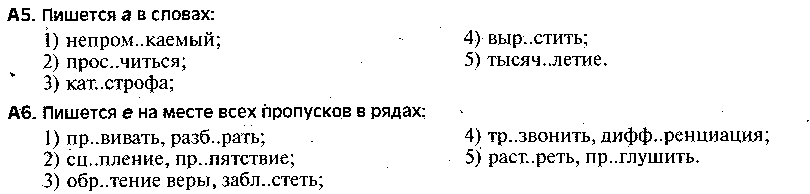 А5. Пишется а в словах:
1) непром..каемый;
2) прос..читься;
3) кат..строфа;
4) выр..стить;
5) тысяч..летие.
А6. Пишется е на месте всех пропусков в рядах:
1) пр..вивать, разб..рать;
2) сц..пление, пр..пятствие;
3) обр..тение веры, забл..стеть;
4) тр..звонить, дифф..ренциация;
5) раст..реть, пр..глушить.